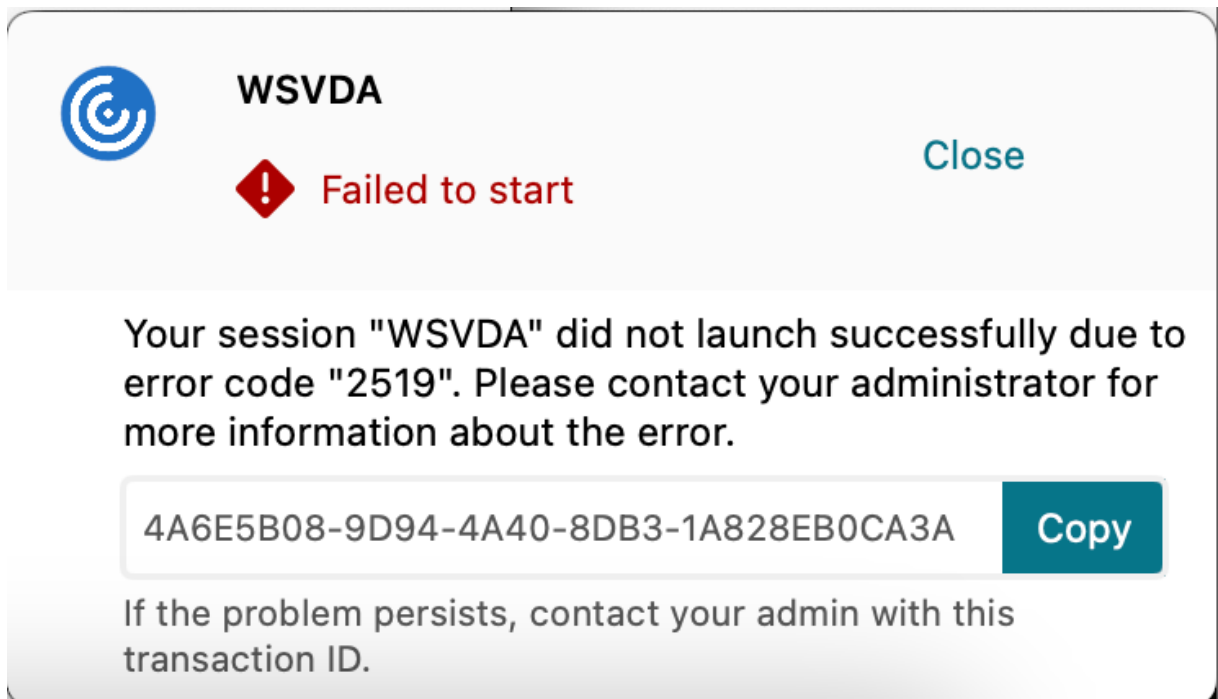 WSVDA
Failed to start
Close
Your session "WSVDA" did not launch successfully due to
error code "2519". Please contact your administrator for
more information about the error.
4A6E5B08-9D94-4A40-8DB3-1A828EB0CA3A
Copy
If the problem persists, contact your admin with this
transaction ID.